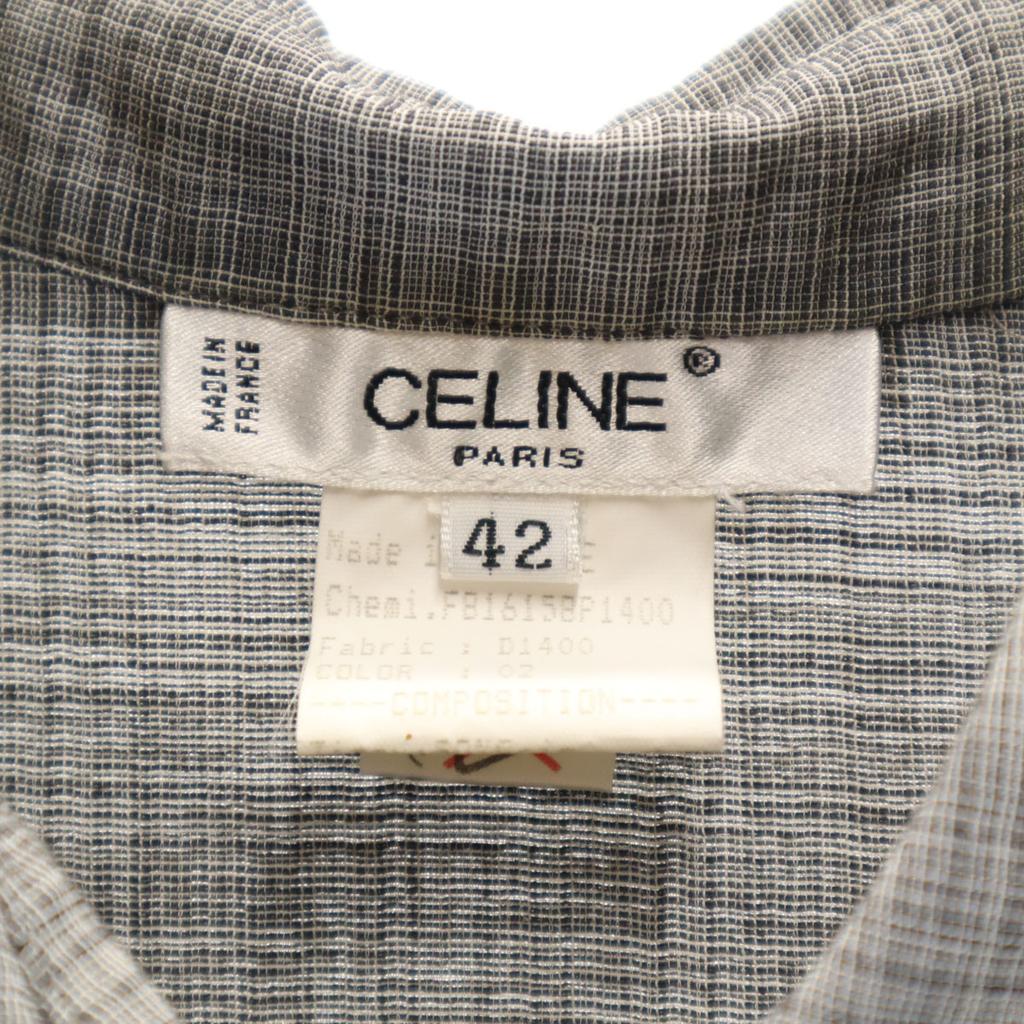 MADE IN
FRANCE
CELINE®
PARIS
42
Made
Chemi.FB16158P1400
Fabric : D1400
COLOR : 02
----COMPOSITION----